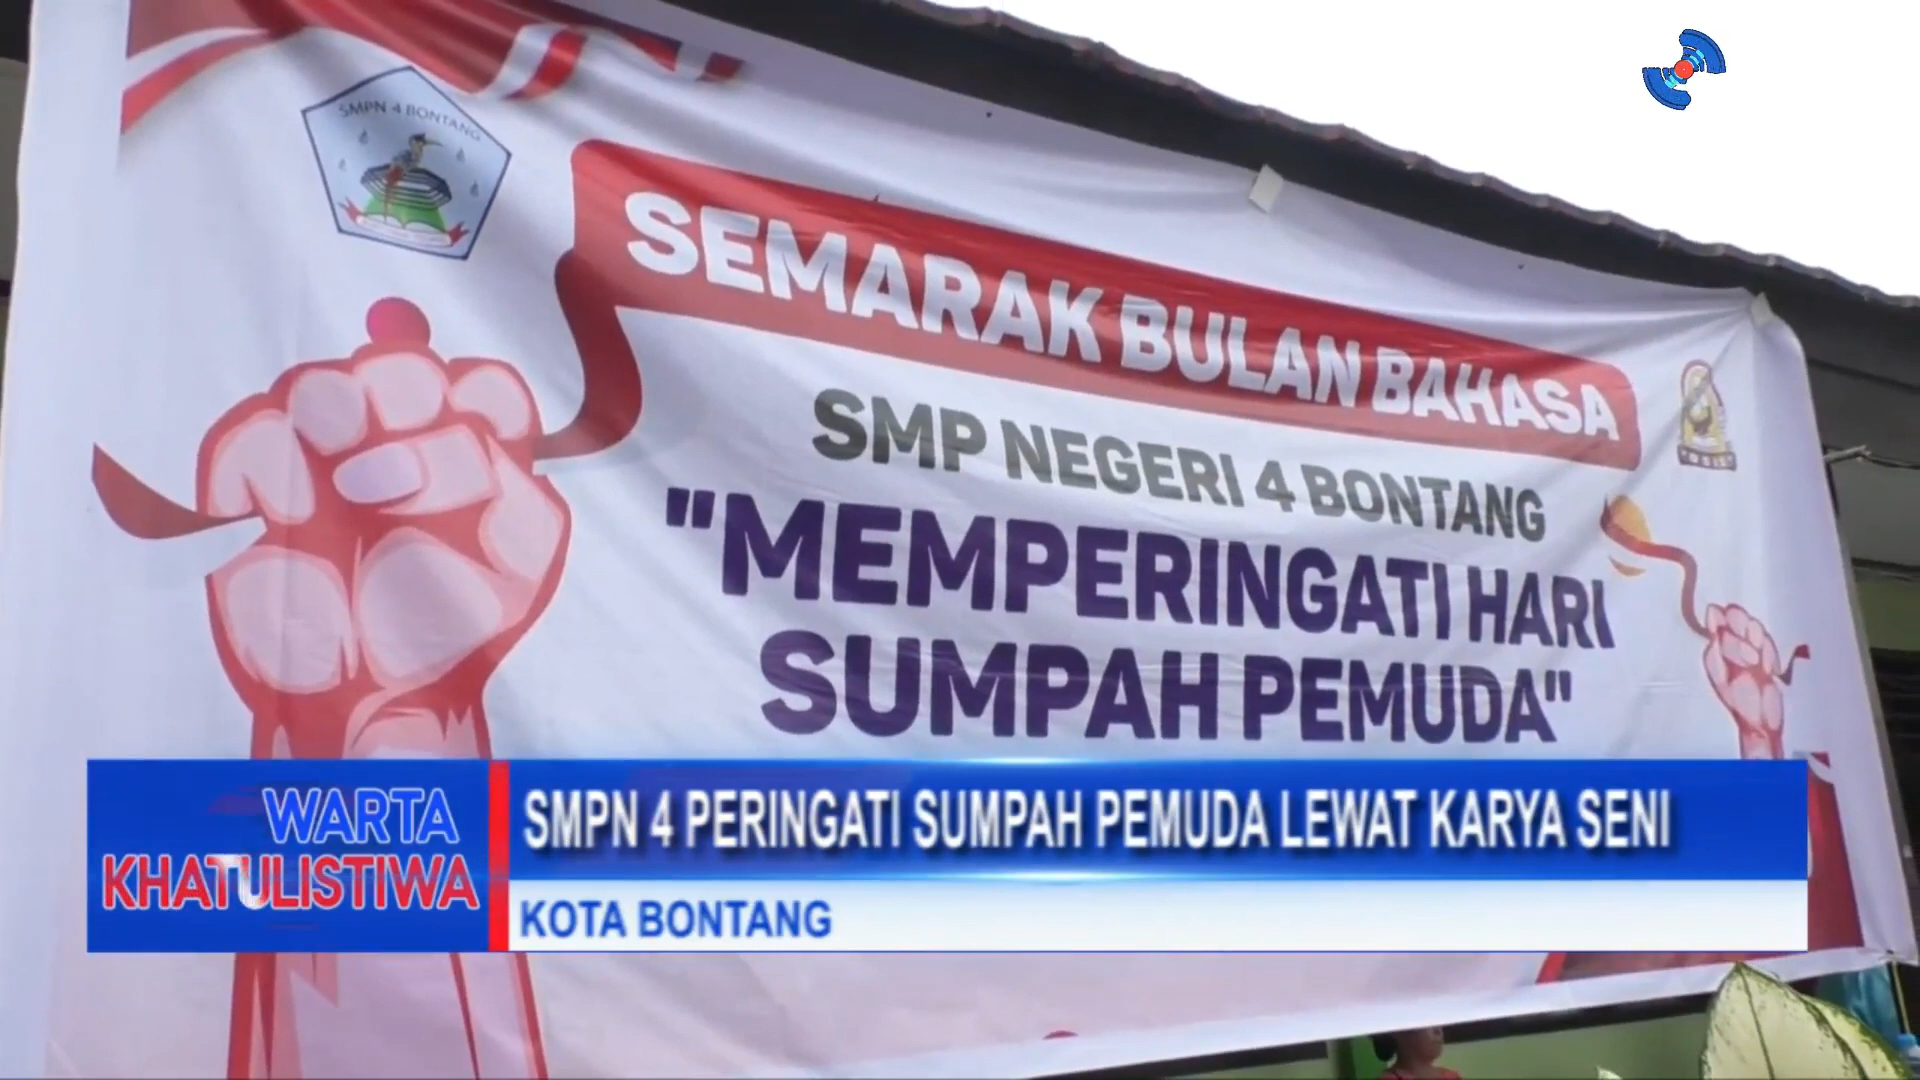 SMPN 4 BONTANG
SEMARAK BULAN BAHASA
SMP NEGERI 4 BONTANG
"MEMPERINGATI HARI
SUMPAH PEMUDA"
WARTA
KHATULISTIWA
SMPN 4 PERINGATI SUMPAH PEMUDA LEWAT KARYA SENI
KOTA BONTANG